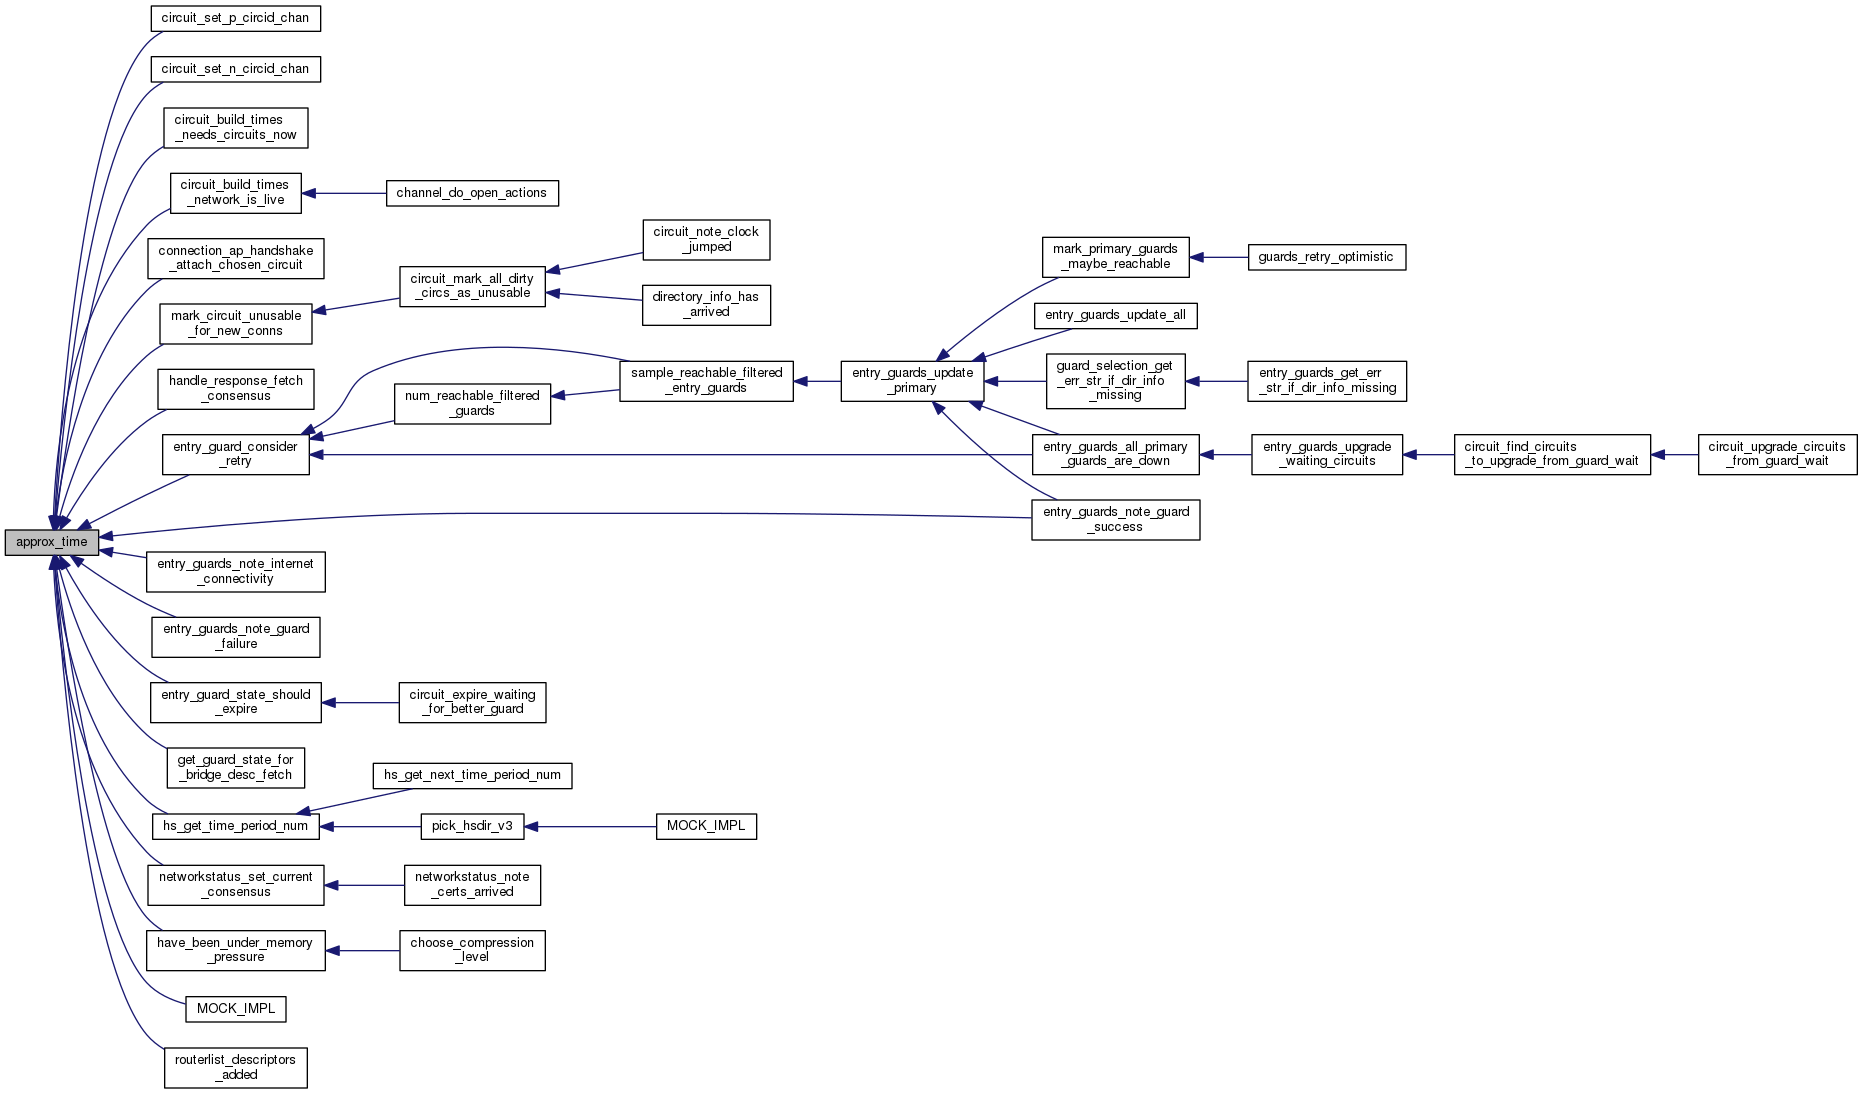 circuit_set_p_circid_chan
circuit_set_n_circid_chan
circuit_build_times
_needs_circuits_now
circuit_build_times
_network_is_live
channel_do_open_actions
connection_ap_handshake
_attach_chosen_circuit
mark_circuit_unusable
_for_new_conns
circuit_mark_all_dirty
_circs_as_unusable
circuit_note_clock
_jumped
directory_info_has
_arrived
handle_response_fetch
_consensus
entry_guard_consider
_retry
num_reachable_filtered
_guards
sample_reachable_filtered
_entry_guards
entry_guards_update
_primary
mark_primary_guards
_maybe_reachable
guards_retry_optimistic
entry_guards_update_all
guard_selection_get
_err_str_if_dir_info
_missing
entry_guards_get_err
_str_if_dir_info_missing
entry_guards_all_primary
_guards_are_down
entry_guards_upgrade
_waiting_circuits
circuit_find_circuits
_to_upgrade_from_guard_wait
circuit_upgrade_circuits
_from_guard_wait
entry_guards_note_guard
_success
approx_time
entry_guards_note_internet
_connectivity
entry_guards_note_guard
_failure
entry_guard_state_should
_expire
circuit_expire_waiting
_for_better_guard
get_guard_state_for
_bridge_desc_fetch
hs_get_time_period_num
hs_get_next_time_period_num
pick_hsdir_v3
MOCK_IMPL
networkstatus_set_current
_consensus
networkstatus_note
_certs_arrived
have_been_under_memory
_pressure
choose_compression
_level
MOCK_IMPL
routerlist_descriptors
_added